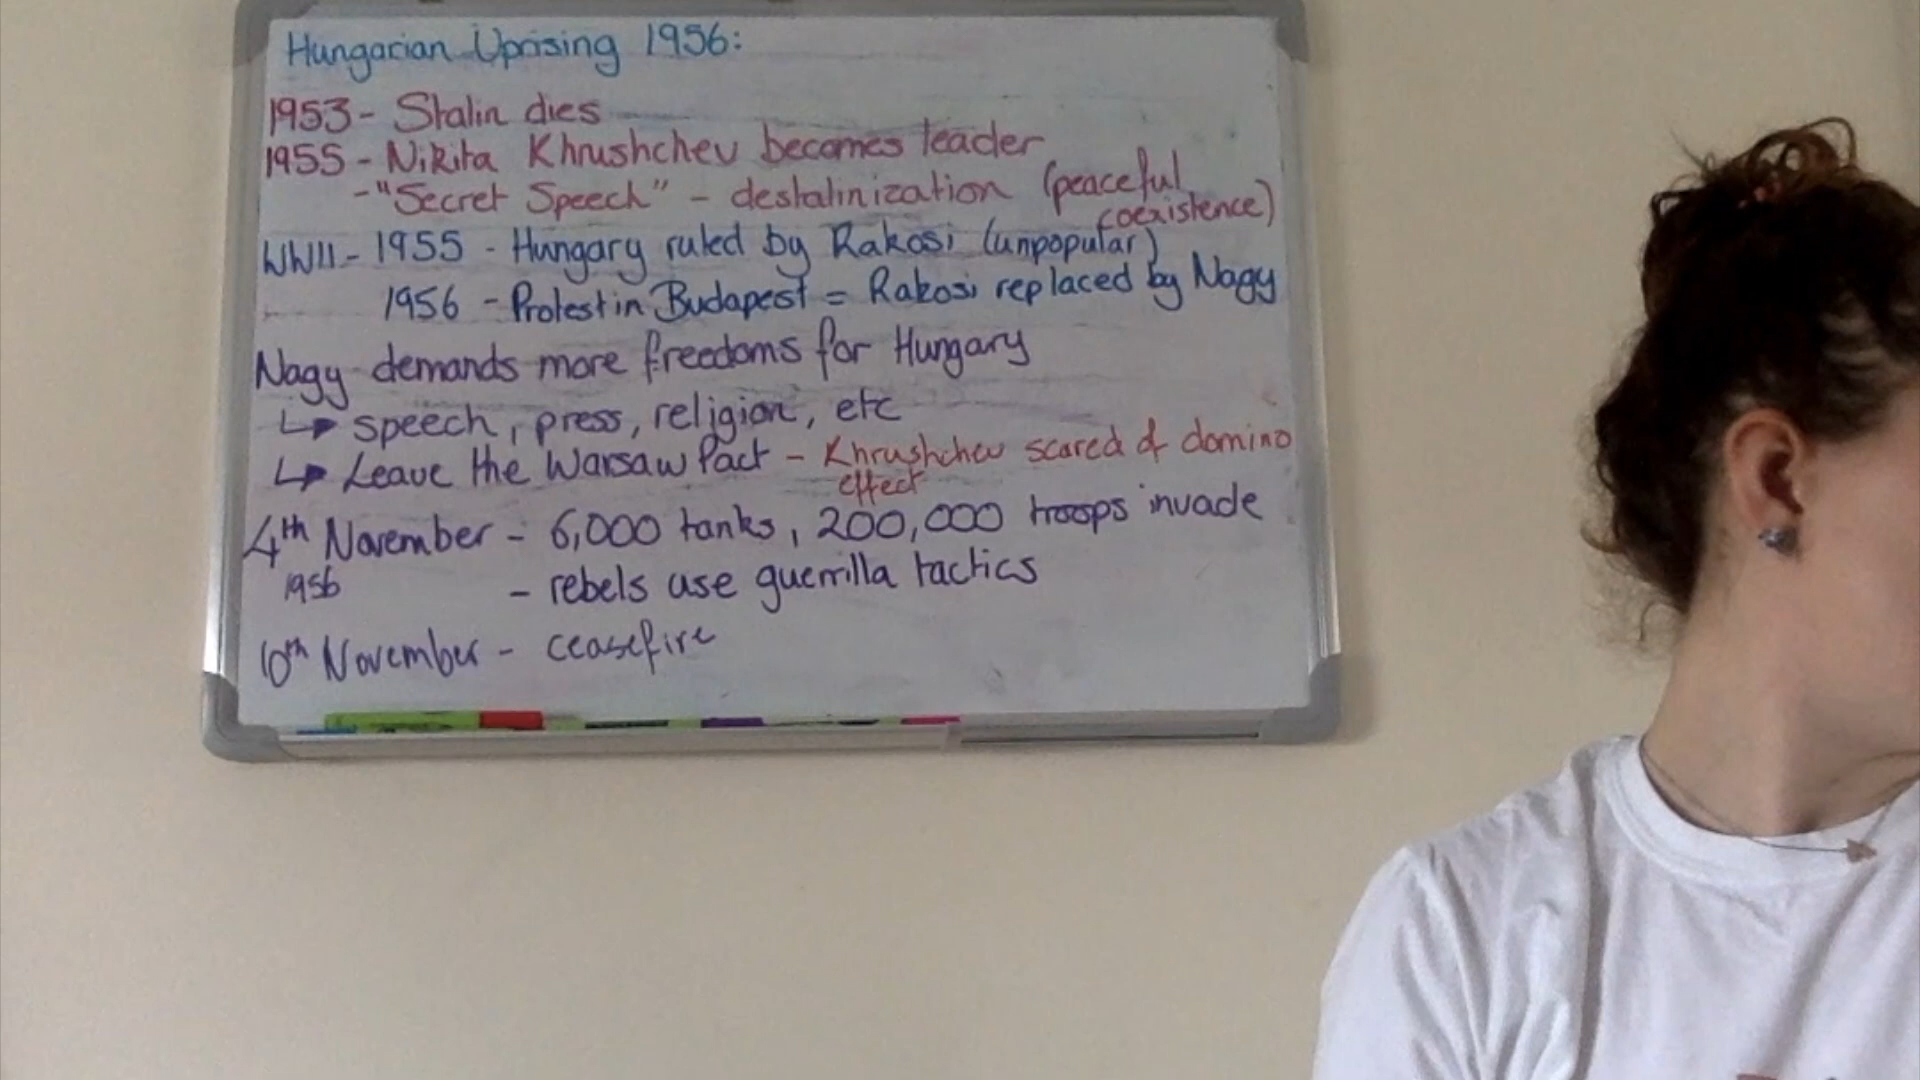 Hungarian Uprising 1956:
1953 - Stalin dies
1955 - Nikita Khrushchev becomes leader
- "Secret Speech" - destalinization (peaceful
coexistence)
WWII - 1955 - Hungary ruled by Rakosi (unpopular)
1956 - Protest in Budapest = Rakosi replaced by Nagy
Nagy demands more freedoms for Hungary
↳ speech, press, religion, etc
↳ Leave the Warsaw Pact - Khrushchev scared of domino
effect
4th November - 6,000 tanks, 200,000 troops invade
1956 - rebels use guerrilla tactics
10th November - ceasefire